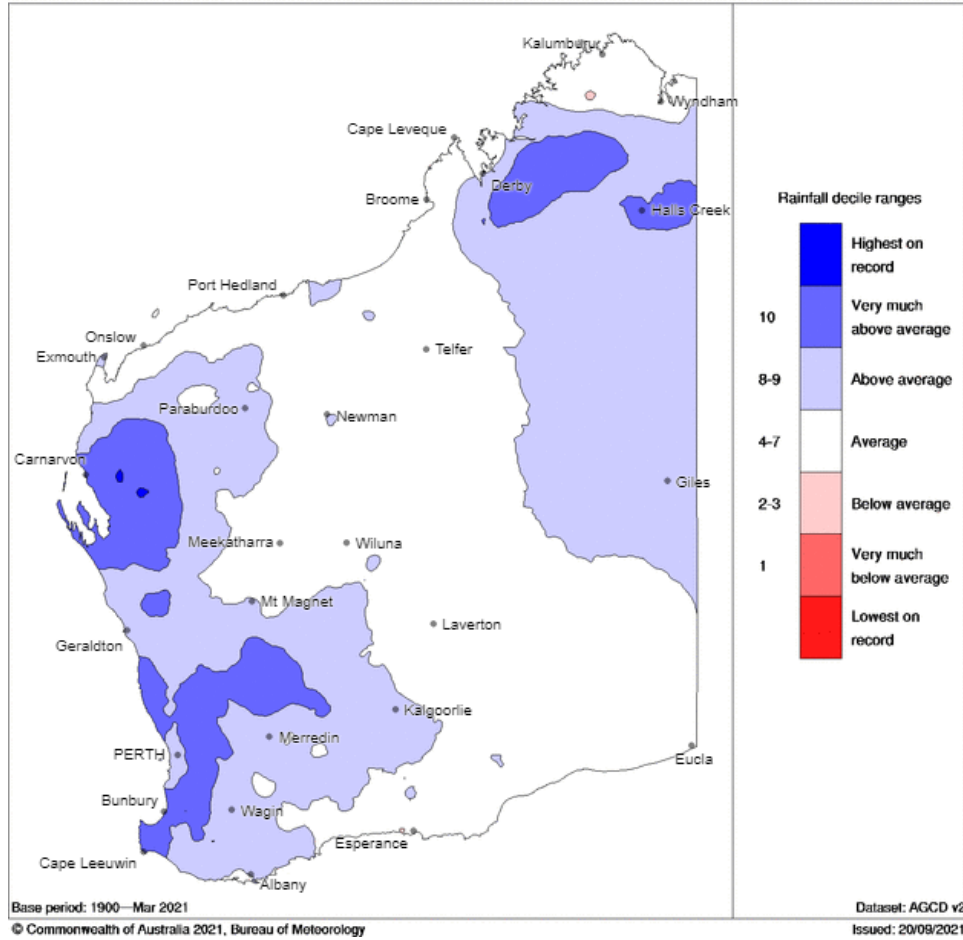 Kalumburu
Wyndham
Cape Leveque
Derby
Broome
Halls Creek
Port Hedland
Onslow
Exmouth
Telfer
Paraburdoo
Newman
Carnarvon
Giles
Meekatharra
Wiluna
Mt Magnet
Laverton
Geraldton
Kalgoorlie
Merredin
PERTH
Eucla
Bunbury
Wagin
Esperance
Cape Leeuwin
Albany
Rainfall decile ranges
Highest on
record
10
Very much
above average
8-9
Above average
4-7
Average
2-3
Below average
1
Very much
below average
Lowest on
record
Base period: 1900—Mar 2021
Dataset: AGCD v2
© Commonwealth of Australia 2021, Bureau of Meteorology
Issued: 20/09/2021